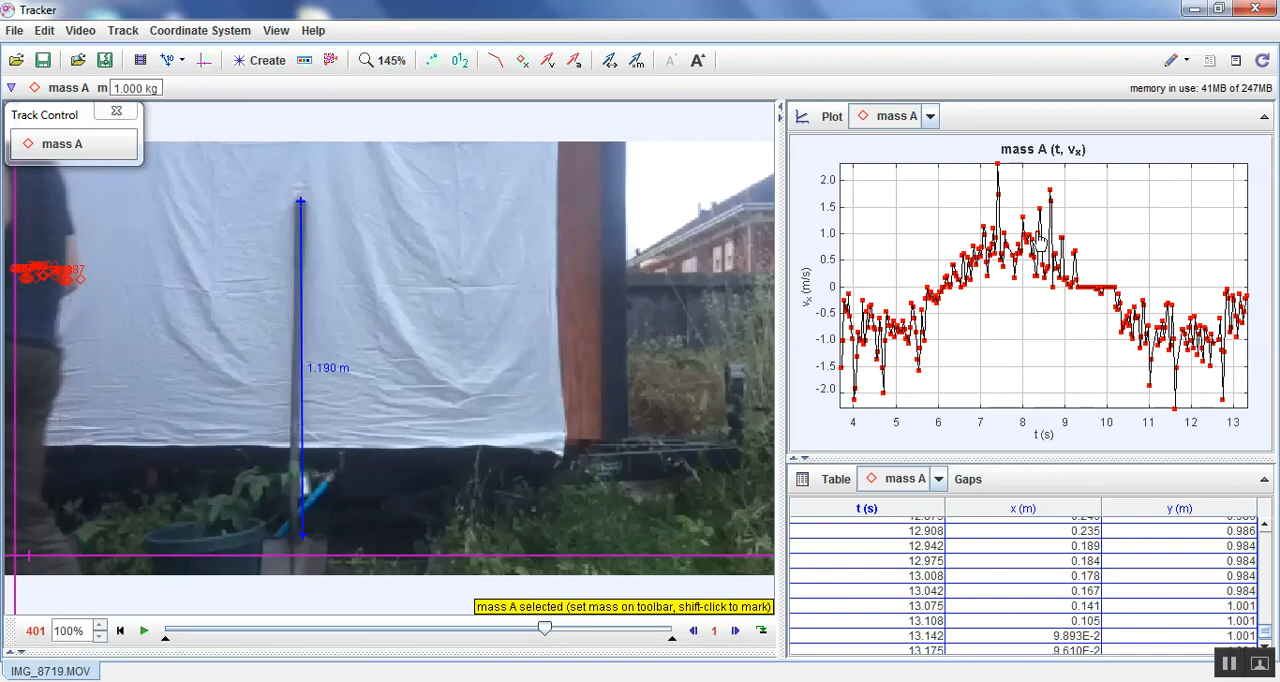 Tracker
File Edit Video Track Coordinate System View Help
Create 145%
mass A m 1.000 kg
memory in use: 41MB of 247MB
Track Control
mass A
Plot mass A
mass A (t, vx)
2.0
1.5
1.0
0.5
0
-0.5
-1.0
-1.5
-2.0
vx (m/s)
4 5 6 7 8 9 10 11 12 13
t (s)
1.190 m
Table mass A Gaps
t (s) x (m) y (m)
12.908 0.235 0.986
12.942 0.189 0.984
12.975 0.184 0.984
13.008 0.178 0.984
13.042 0.167 0.984
13.075 0.141 1.001
13.108 0.105 1.001
13.142 9.893E-2 1.001
13.175 9.610E-2
mass A selected (set mass on toolbar, shift-click to mark)
401 100% 1
IMG_8719.MOV